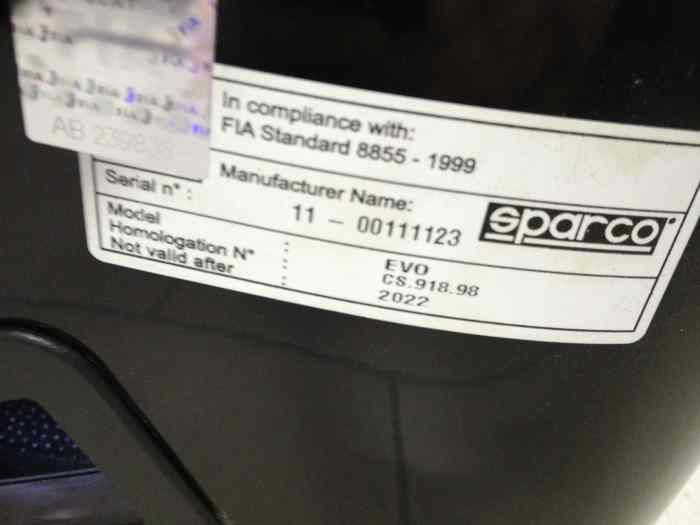 In compliance with:
FIA Standard 8855 - 1999
Manufacturer Name:
sparco
Serial n° : 11 - 00111123
Model : EVO
Homologation N° : CS.918.98
Not valid after : 2022
FIA
AB